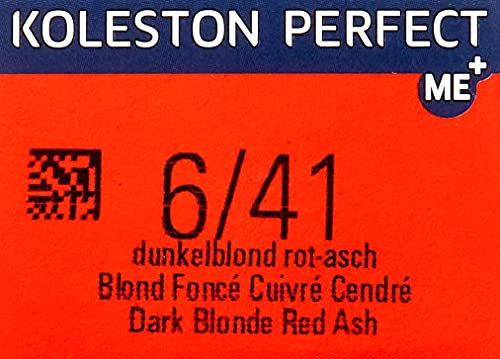 KOLESTON PERFECT
ME+
6/41
dunkelblond rot-asch
Blond Foncé Cuivré Cendré
Dark Blonde Red Ash